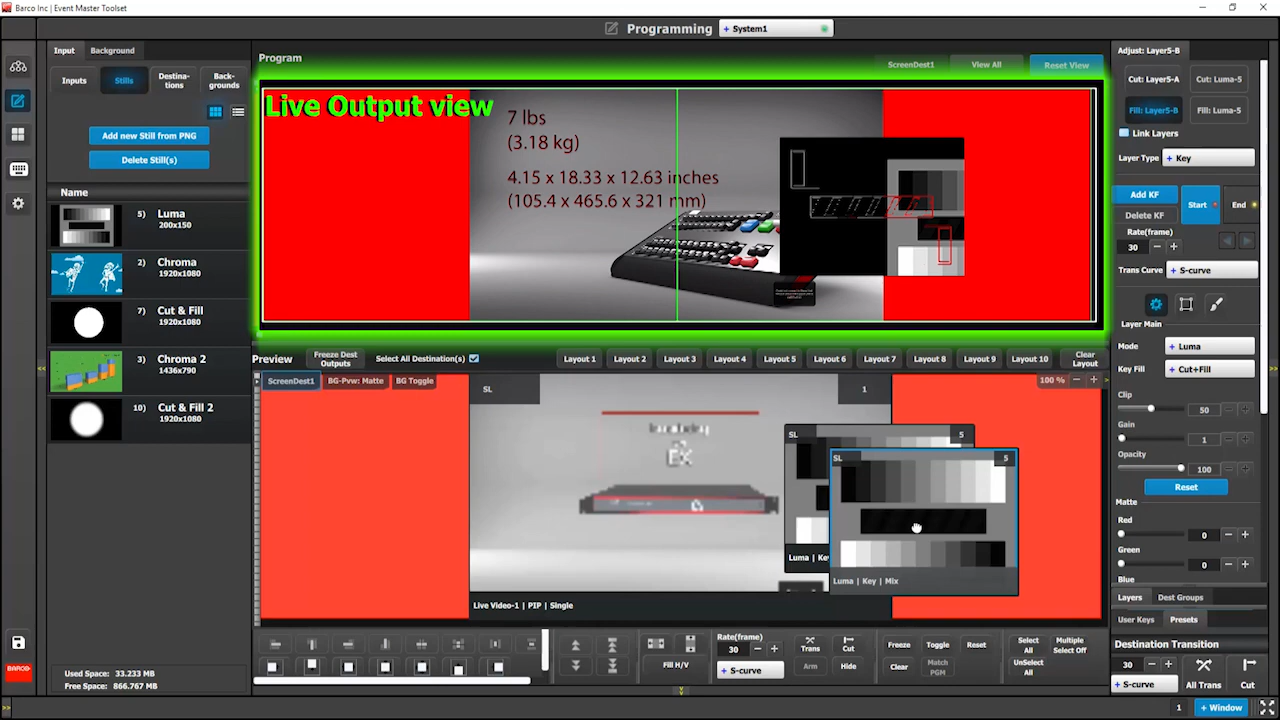 Barco Inc | Event Master Toolset
Programming
+ System1
Input
Background
Inputs
Stills
Destina-
tions
Back-
grounds
Add new Still from PNG
Delete Still(s)
Name
5) Luma
200x150
2) Chroma
1920x1080
7) Cut & Fill
1920x1080
3) Chroma 2
1436x790
10) Cut & Fill 2
1920x1080
Used Space: 33.233 MB
Free Space: 866.767 MB
BARCO
Program
ScreenDest1
View All
Reset View
Live Output view
7 lbs
(3.18 kg)
4.15 x 18.33 x 12.63 inches
(105.4 x 465.6 x 321 mm)
Preview
Freeze Dest
Outputs
Select All Destination(s)
Layout 1
Layout 2
Layout 3
Layout 4
Layout 5
Layout 6
Layout 7
Layout 8
Layout 9
Layout 10
Clear
Layout
ScreenDest1
BG-Pvw: Matte
BG Toggle
100 %
SL
1
EX
SL
5
SL
5
Luma | Key
Luma | Key | Mix
Live Video-1 | PIP | Single
Fill H/V
Rate(frame)
30
+ S-curve
Trans
Cut
Arm
Hide
Freeze
Toggle
Reset
Clear
Match
PGM
Select
All
UnSelect
All
Multiple
Select Off
Adjust: Layer5-B
Cut: Layer5-A
Cut: Luma-5
Fill: Layer5-B
Fill: Luma-5
Link Layers
Layer Type
+ Key
Add KF
Delete KF
Start
End
Rate(frame)
30
Trans Curve
+ S-curve
Layer Main
Mode
+ Luma
Key Fill
+ Cut+Fill
Clip
50
Gain
1
Opacity
100
Reset
Matte
Red
0
Green
0
Blue
Layers
Dest Groups
User Keys
Presets
Destination Transition
30
+ S-curve
All Trans
Cut
1
+ Window